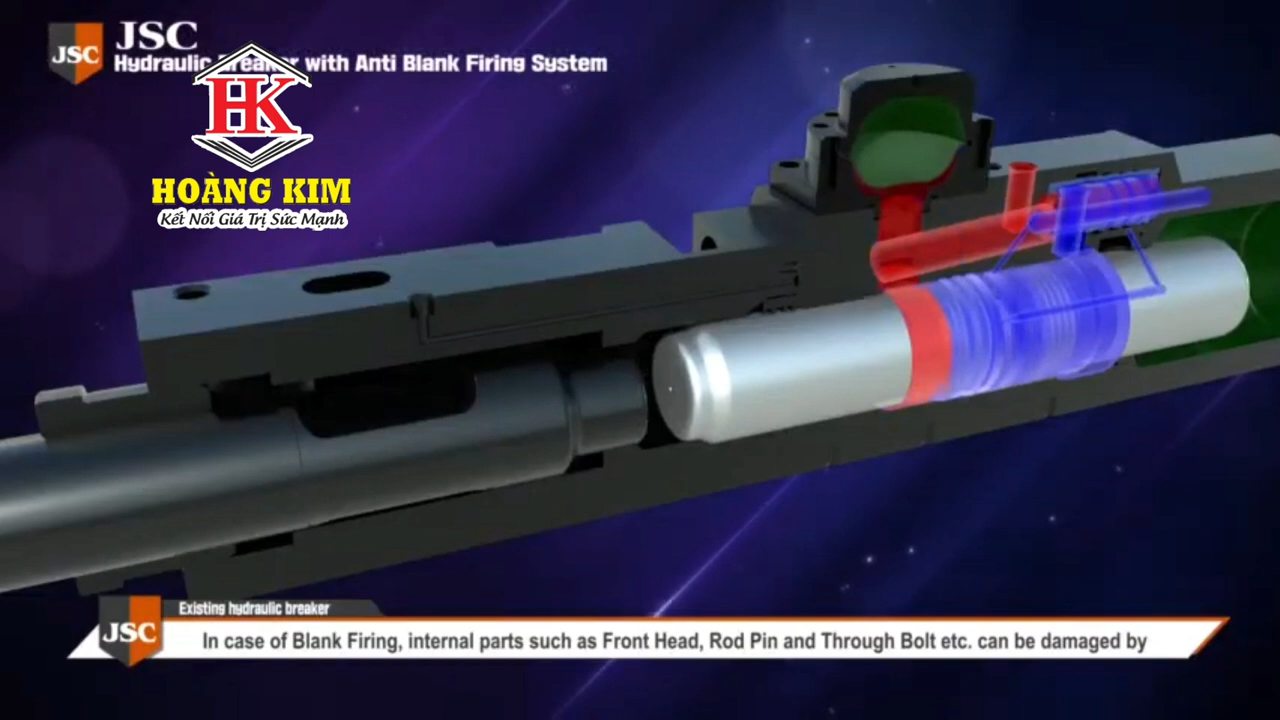 JSC
JSC
Hydraulic Breaker with Anti Blank Firing System
HK
HOÀNG KIM
Kết Nối Giá Trị Sức Mạnh
Existing hydraulic breaker
JSC
In case of Blank Firing, internal parts such as Front Head, Rod Pin and Through Bolt etc. can be damaged by